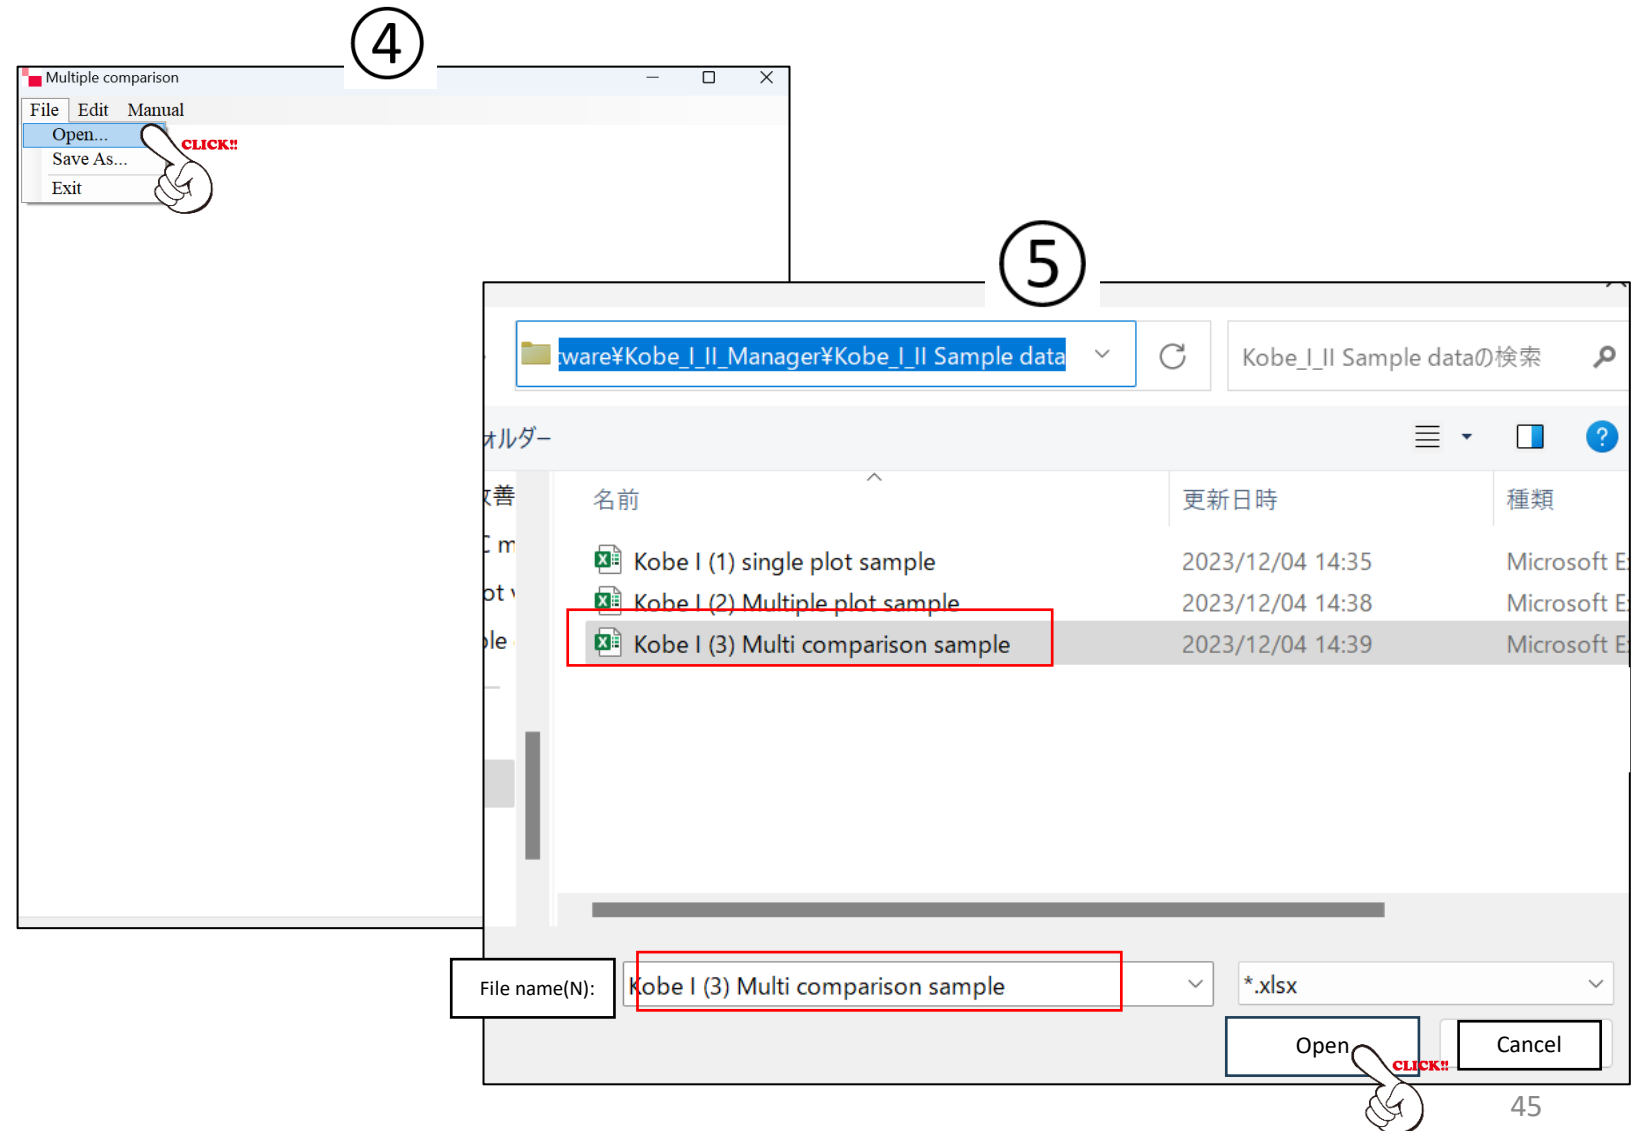 ④
Multiple comparison
File Edit Manual
Open...
CLICK!!
Save As...
Exit
⑤
ware¥Kobe_I_II_Manager¥Kobe_I_II Sample data
Kobe_I_II Sample dataの検索
ォルダー
名前 更新日時 種類
Kobe I (1) single plot sample 2023/12/04 14:35 Microsoft E
Kobe I (2) Multiple plot sample 2023/12/04 14:38 Microsoft E
Kobe I (3) Multi comparison sample 2023/12/04 14:39 Microsoft E
File name(N): Kobe I (3) Multi comparison sample *.xlsx
Open Cancel
CLICK!!
45